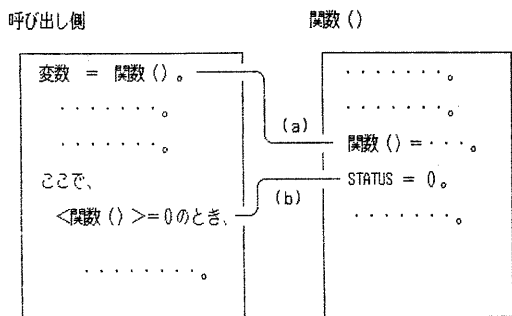 呼び出し側
関数()
変数 = 関数()。
・・・・・・・。
・・・・・・・。
ここで、
<関数()>=0のとき、
・・・・・・・・。
・・・・・・・。
・・・・・・・。
関数()=・・・。
STATUS = 0。
・・・・・・・。
(a)
(b)